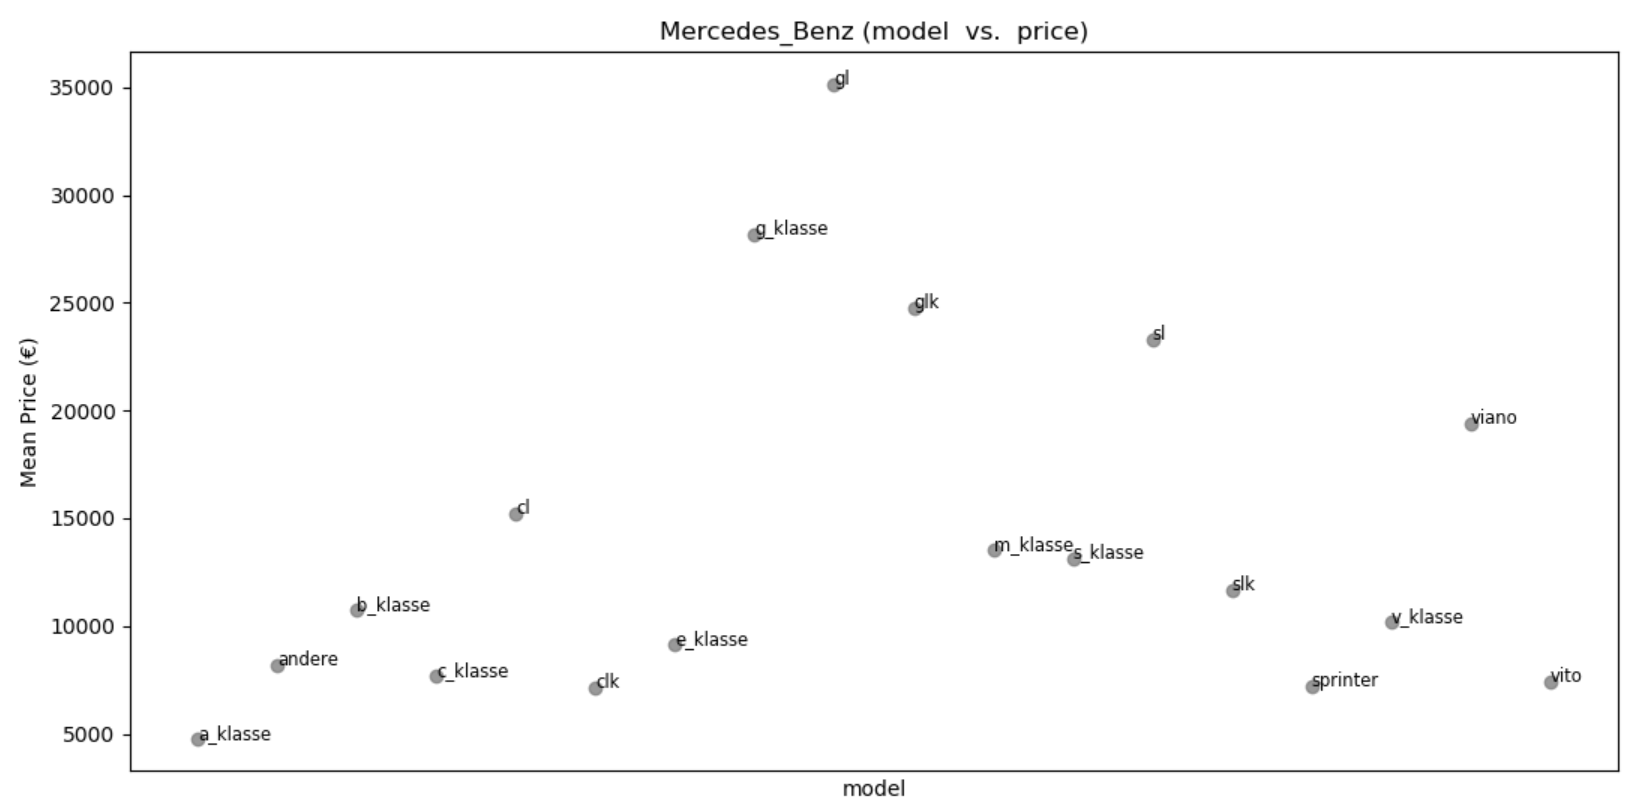 Mercedes_Benz (model vs. price)
Mean Price (€)
35000
30000
25000
20000
15000
10000
5000
gl
g_klasse
glk
sl
viano
cl
m_klasse
s_klasse
slk
b_klasse
v_klasse
e_klasse
andere
c_klasse
clk
sprinter
vito
a_klasse
model